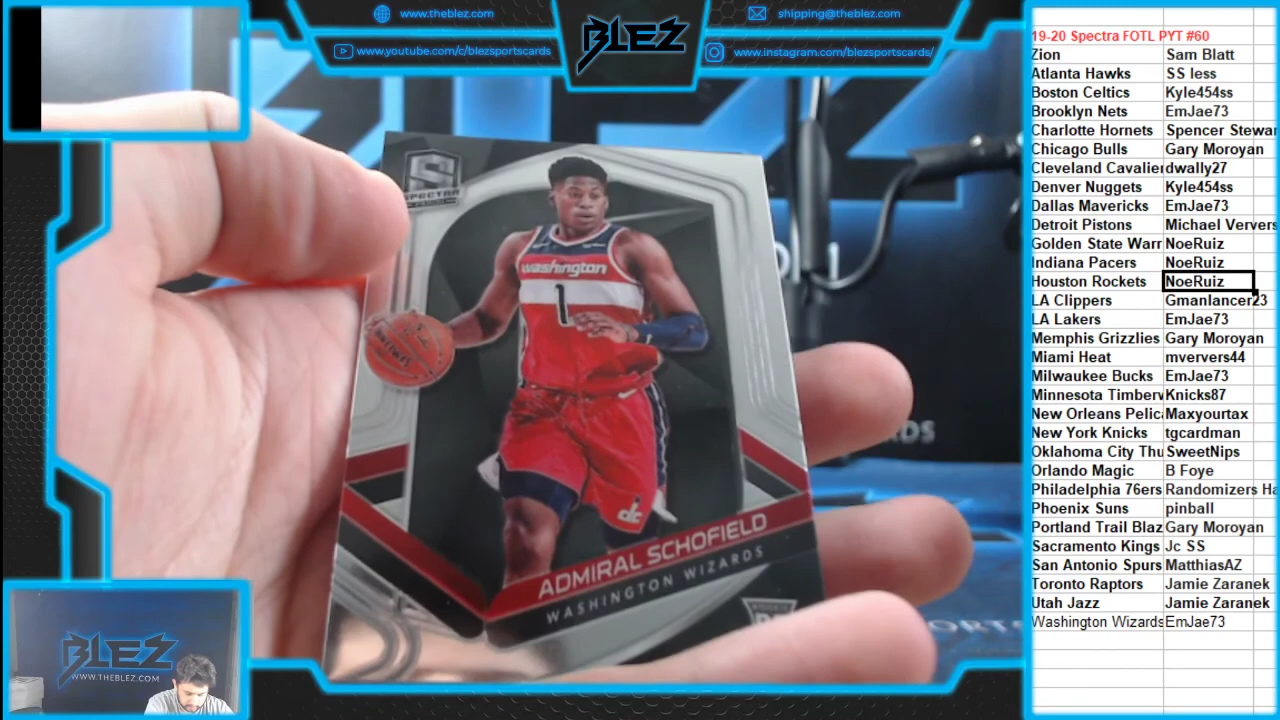 www.theblez.com
www.youtube.com/c/blezsportscards
BLEZ
shipping@theblez.com
www.instagram.com/blezsportscards/
SPECTRA
washington
1
dc
ADMIRAL SCHOFIELD
WASHINGTON WIZARDS
ROOKIE
BLEZ
WWW.THEBLEZ.COM
19-20 Spectra FOTL PYT #60
Zion Sam Blatt
Atlanta Hawks SS less
Boston Celtics Kyle454ss
Brooklyn Nets EmJae73
Charlotte Hornets Spencer Stewar
Chicago Bulls Gary Moroyan
Cleveland Cavalier dwally27
Denver Nuggets Kyle454ss
Dallas Mavericks EmJae73
Detroit Pistons Michael Ververs
Golden State Warr NoeRuiz
Indiana Pacers NoeRuiz
Houston Rockets NoeRuiz
LA Clippers Gmanlancer23
LA Lakers EmJae73
Memphis Grizzlies Gary Moroyan
Miami Heat mververs44
Milwaukee Bucks EmJae73
Minnesota Timberv Knicks87
New Orleans Pelic Maxyourtax
New York Knicks tgcardman
Oklahoma City Thu SweetNips
Orlando Magic B Foye
Philadelphia 76ers Randomizers Ha
Phoenix Suns pinball
Portland Trail Blaz Gary Moroyan
Sacramento Kings Jc SS
San Antonio Spurs MatthiasAZ
Toronto Raptors Jamie Zaranek
Utah Jazz Jamie Zaranek
Washington Wizards EmJae73